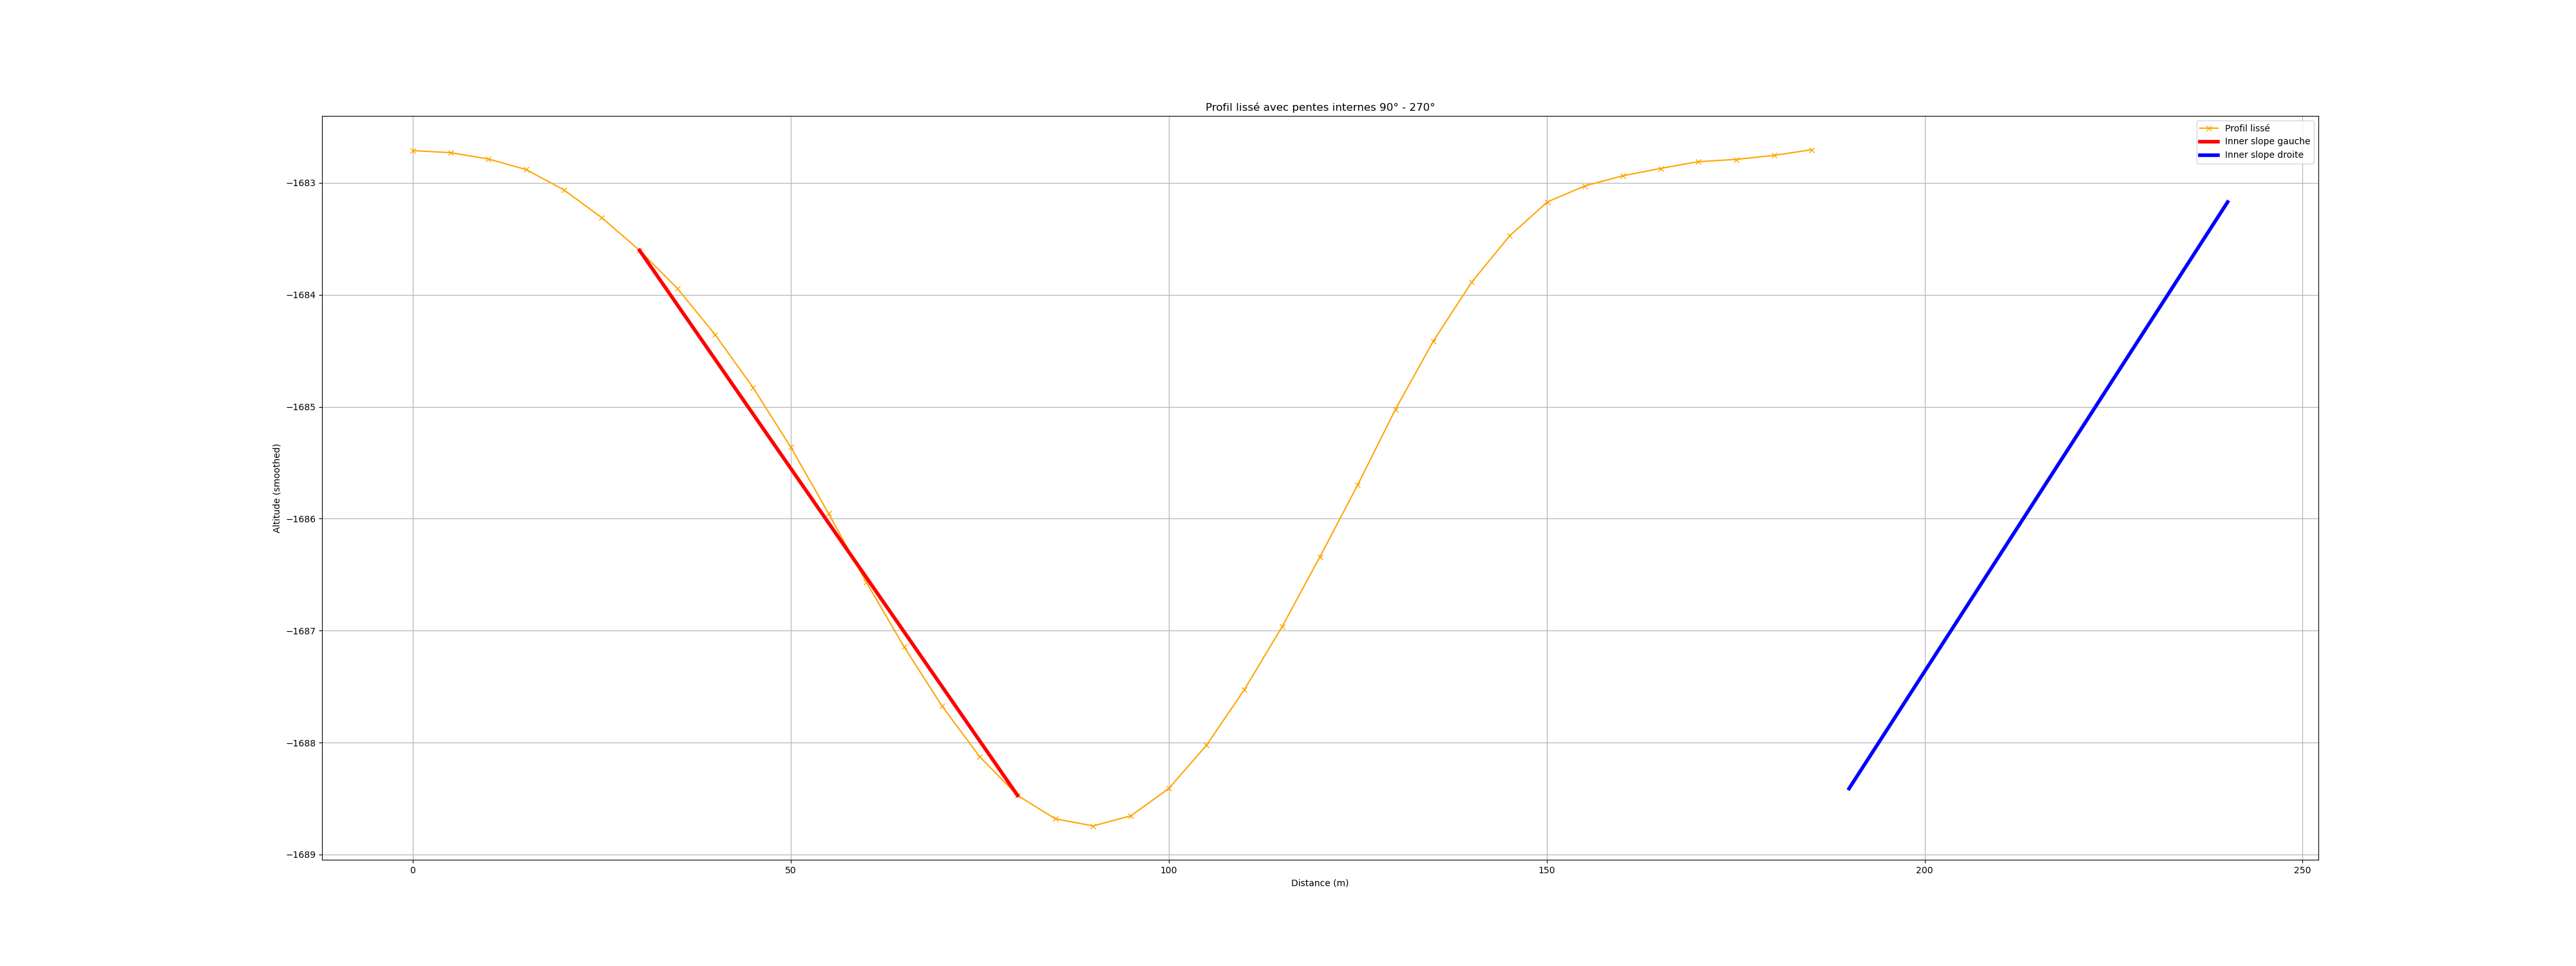 Profil lissé avec pentes internes 90° - 270°
Profil lissé
Inner slope gauche
Inner slope droite
−1683
−1684
−1685
−1686
−1687
−1688
−1689
Altitude (smoothed)
0
50
100
150
200
250
Distance (m)